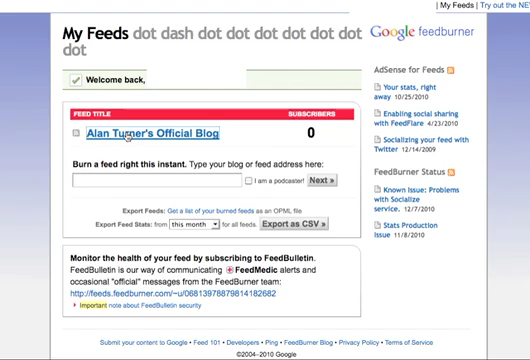 | My Feeds | Try out the NE
My Feeds dot dash dot dot dot dot dot dot
dot
Google feedburner
Welcome back,
FEED TITLE SUBSCRIBERS
Alan Turner's Official Blog 0
Burn a feed right this instant. Type your blog or feed address here:
I am a podcaster! Next »
Export Feeds: Get a list of your burned feeds as an OPML file
Export Feed Stats: from this month for all feeds. Export as CSV »
Monitor the health of your feed by subscribing to FeedBulletin.
FeedBulletin is our way of communicating FeedMedic alerts and
occasional "official" messages from the FeedBurner team:
http://feeds.feedburner.com/~u/06813978879814182682
Important note about FeedBulletin security
AdSense for Feeds
Your stats, right
away 10/25/2010
Enabling social sharing
with FeedFlare 4/23/2010
Socializing your feed with
Twitter 12/14/2009
FeedBurner Status
Known Issue: Problems
with Socialize
service. 12/7/2010
Stats Production
Issue 11/8/2010
Submit your content to Google • Feed 101 • Developers • Ping • FeedBurner Blog • Privacy Policy • Terms of Service
©2004–2010 Google